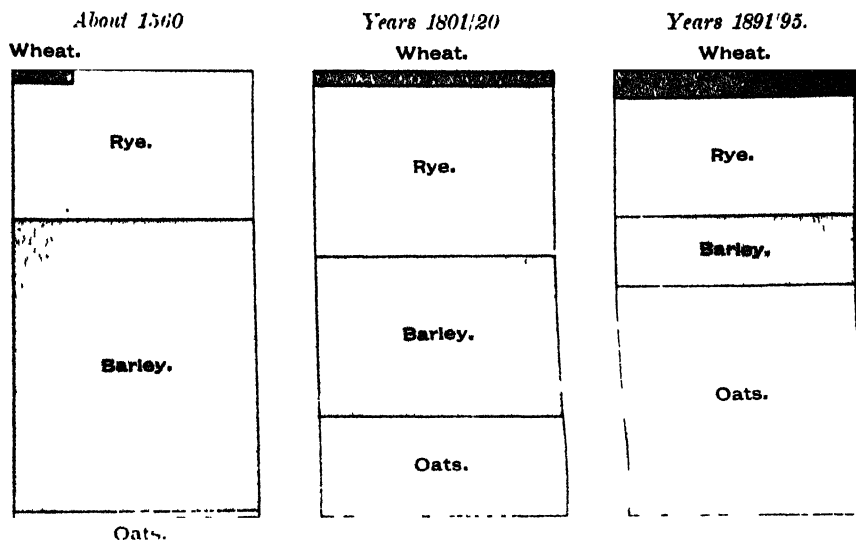 About 1560
Wheat.
Rye.
Barley.
Oats.
Years 1801/20
Wheat.
Rye.
Barley.
Oats.
Years 1891/95.
Wheat.
Rye.
Barley.
Oats.